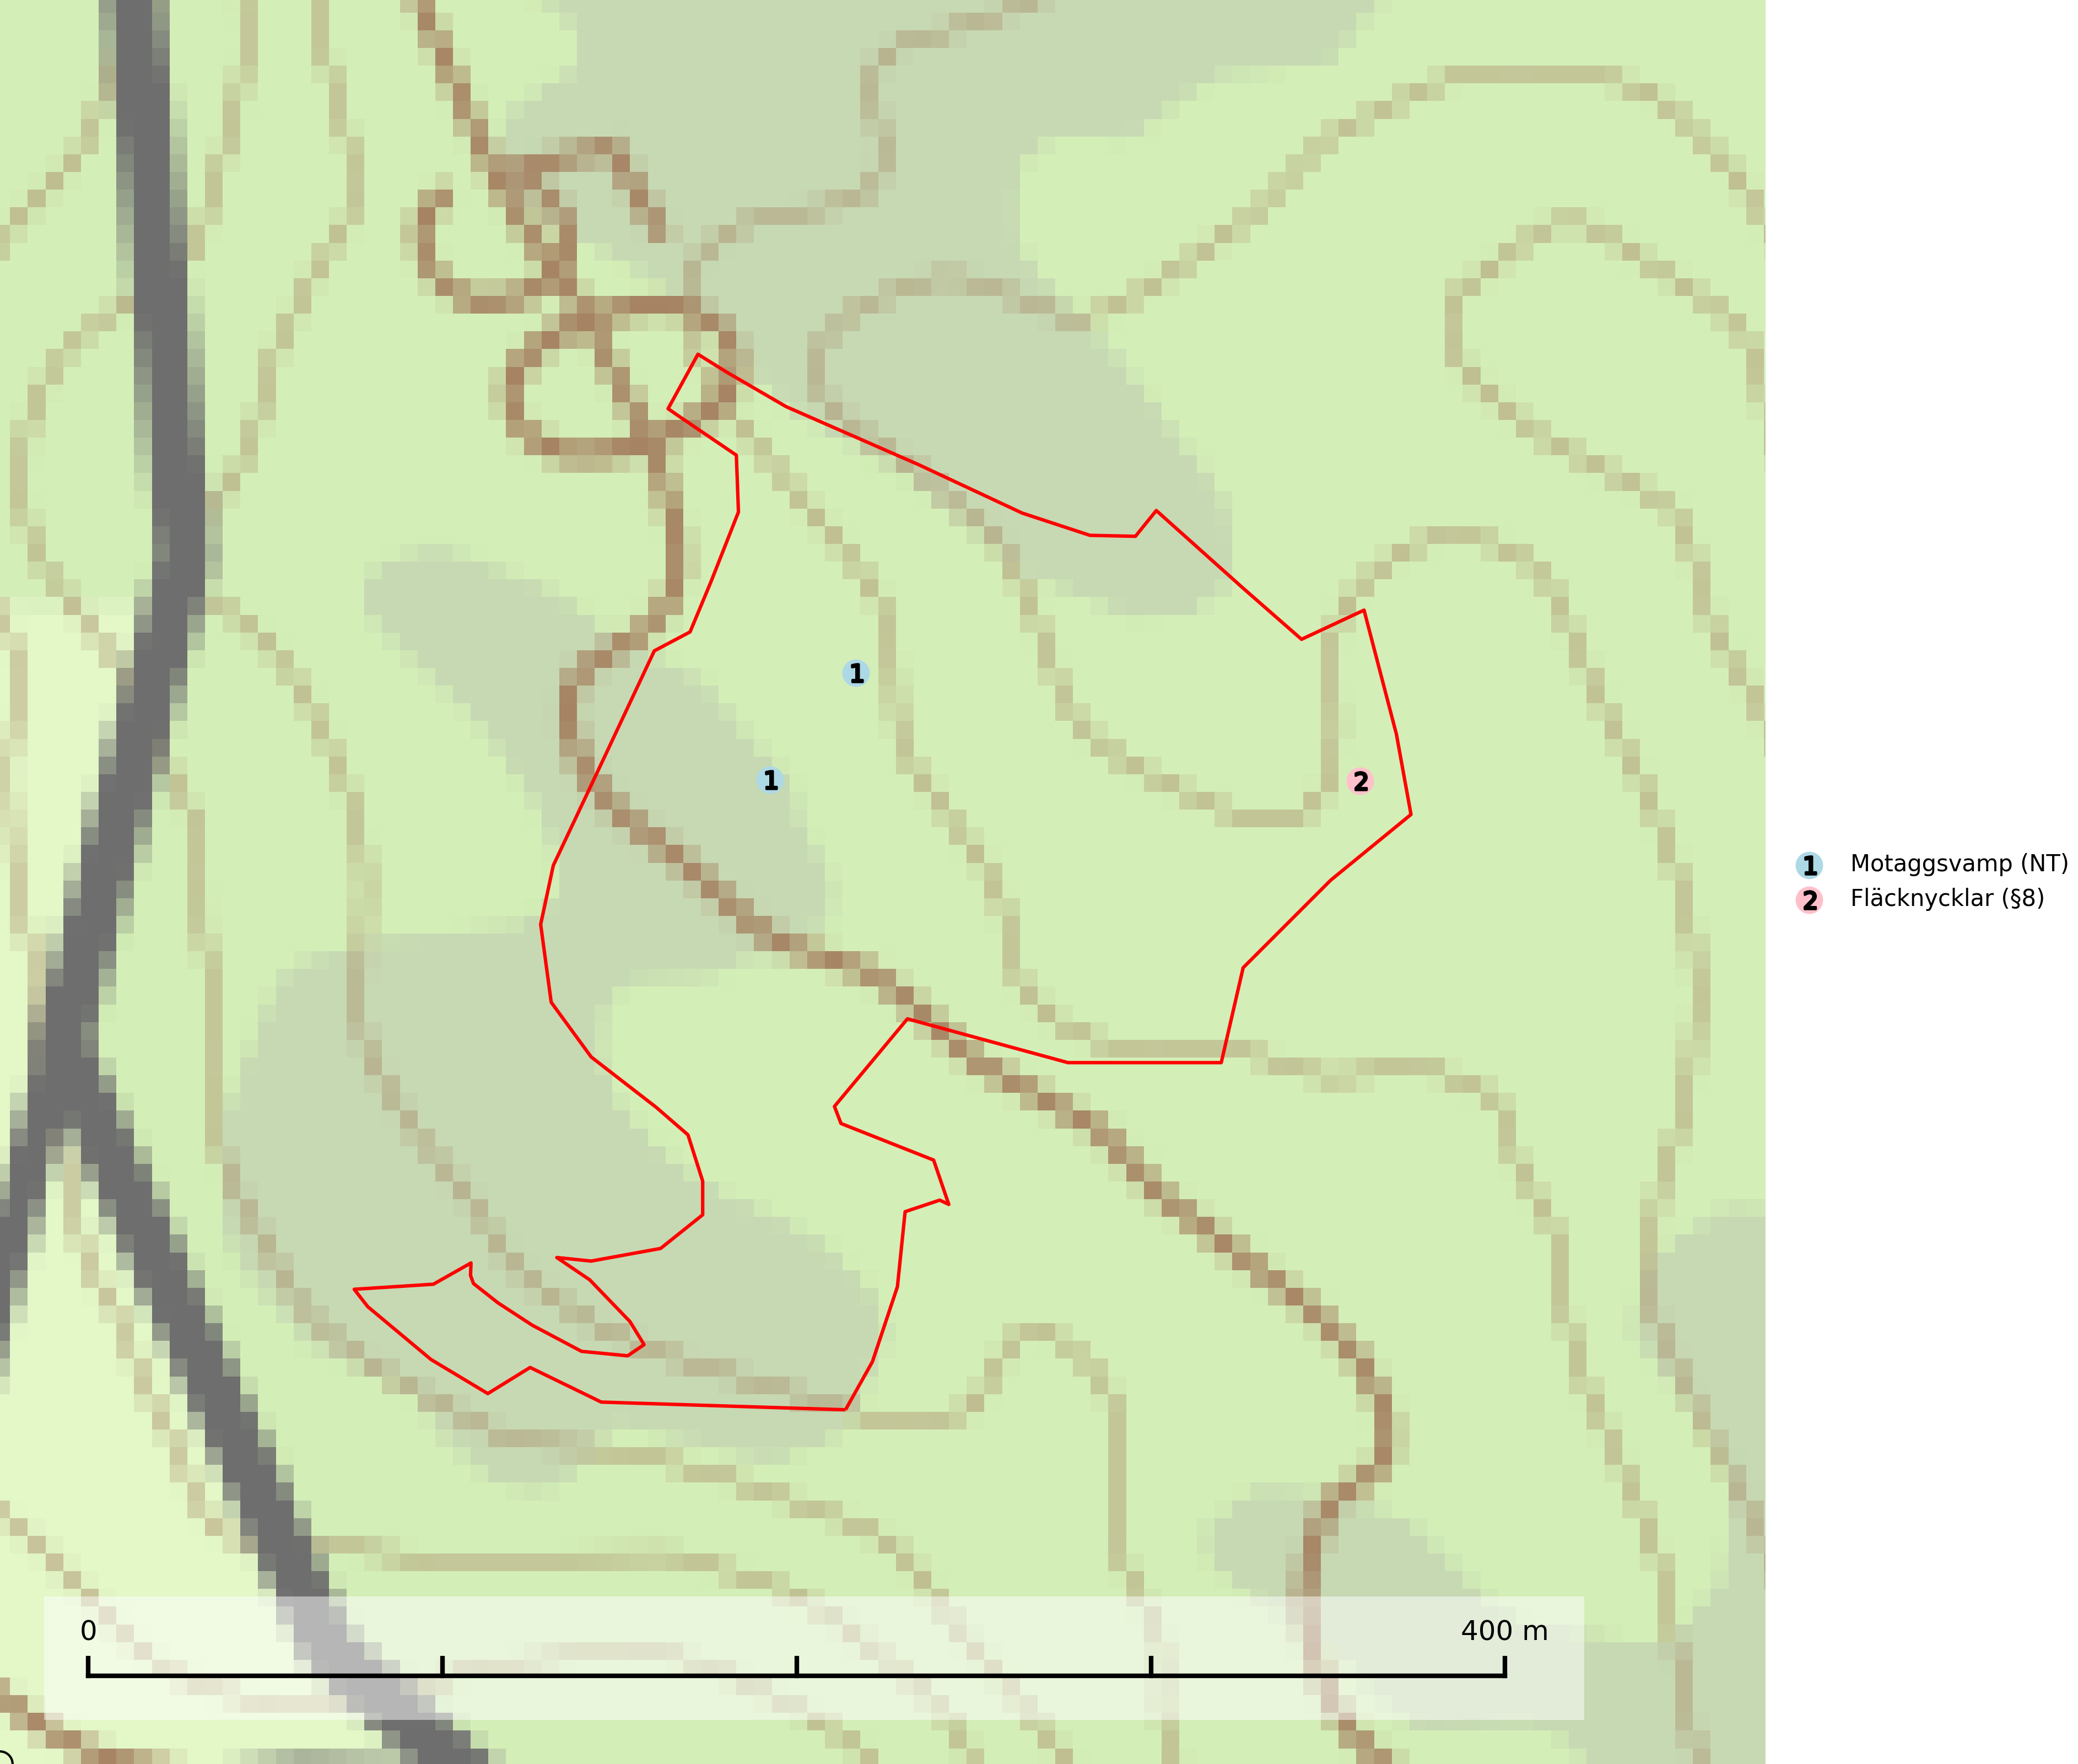 1
1
2
1 Motaggsvamp (NT)
2 Fläcknycklar (§8)
0 400 m